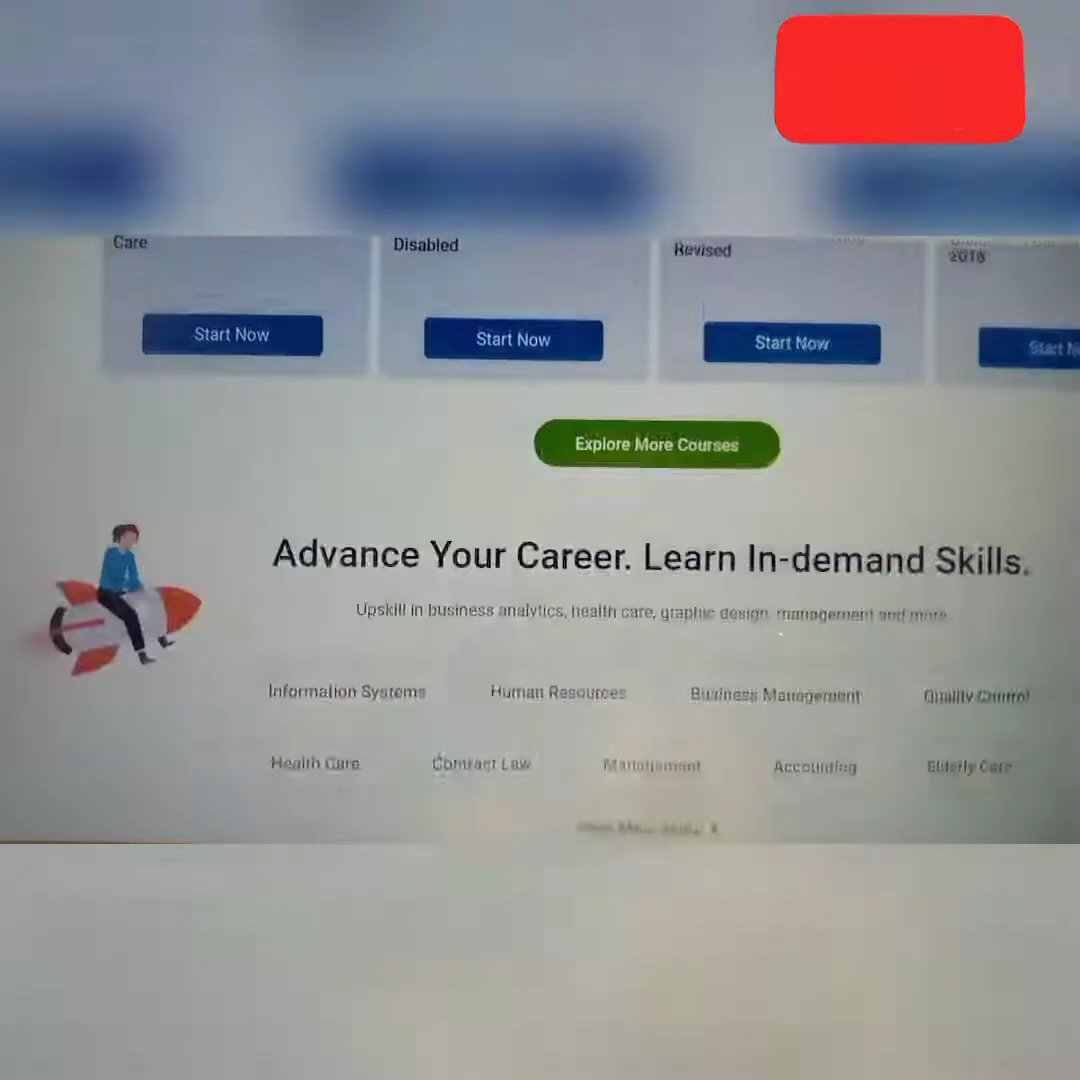 Care
Disabled
Revised
2018
Start Now
Start Now
Start Now
Start
Explore More Courses
Advance Your Career. Learn In-demand Skills.
Upskill in business analytics, health care, graphic design, management and more.
Information Systems Human Resources Business Management Quality Control
Health Care Contract Law Management Accounting Elderly Care